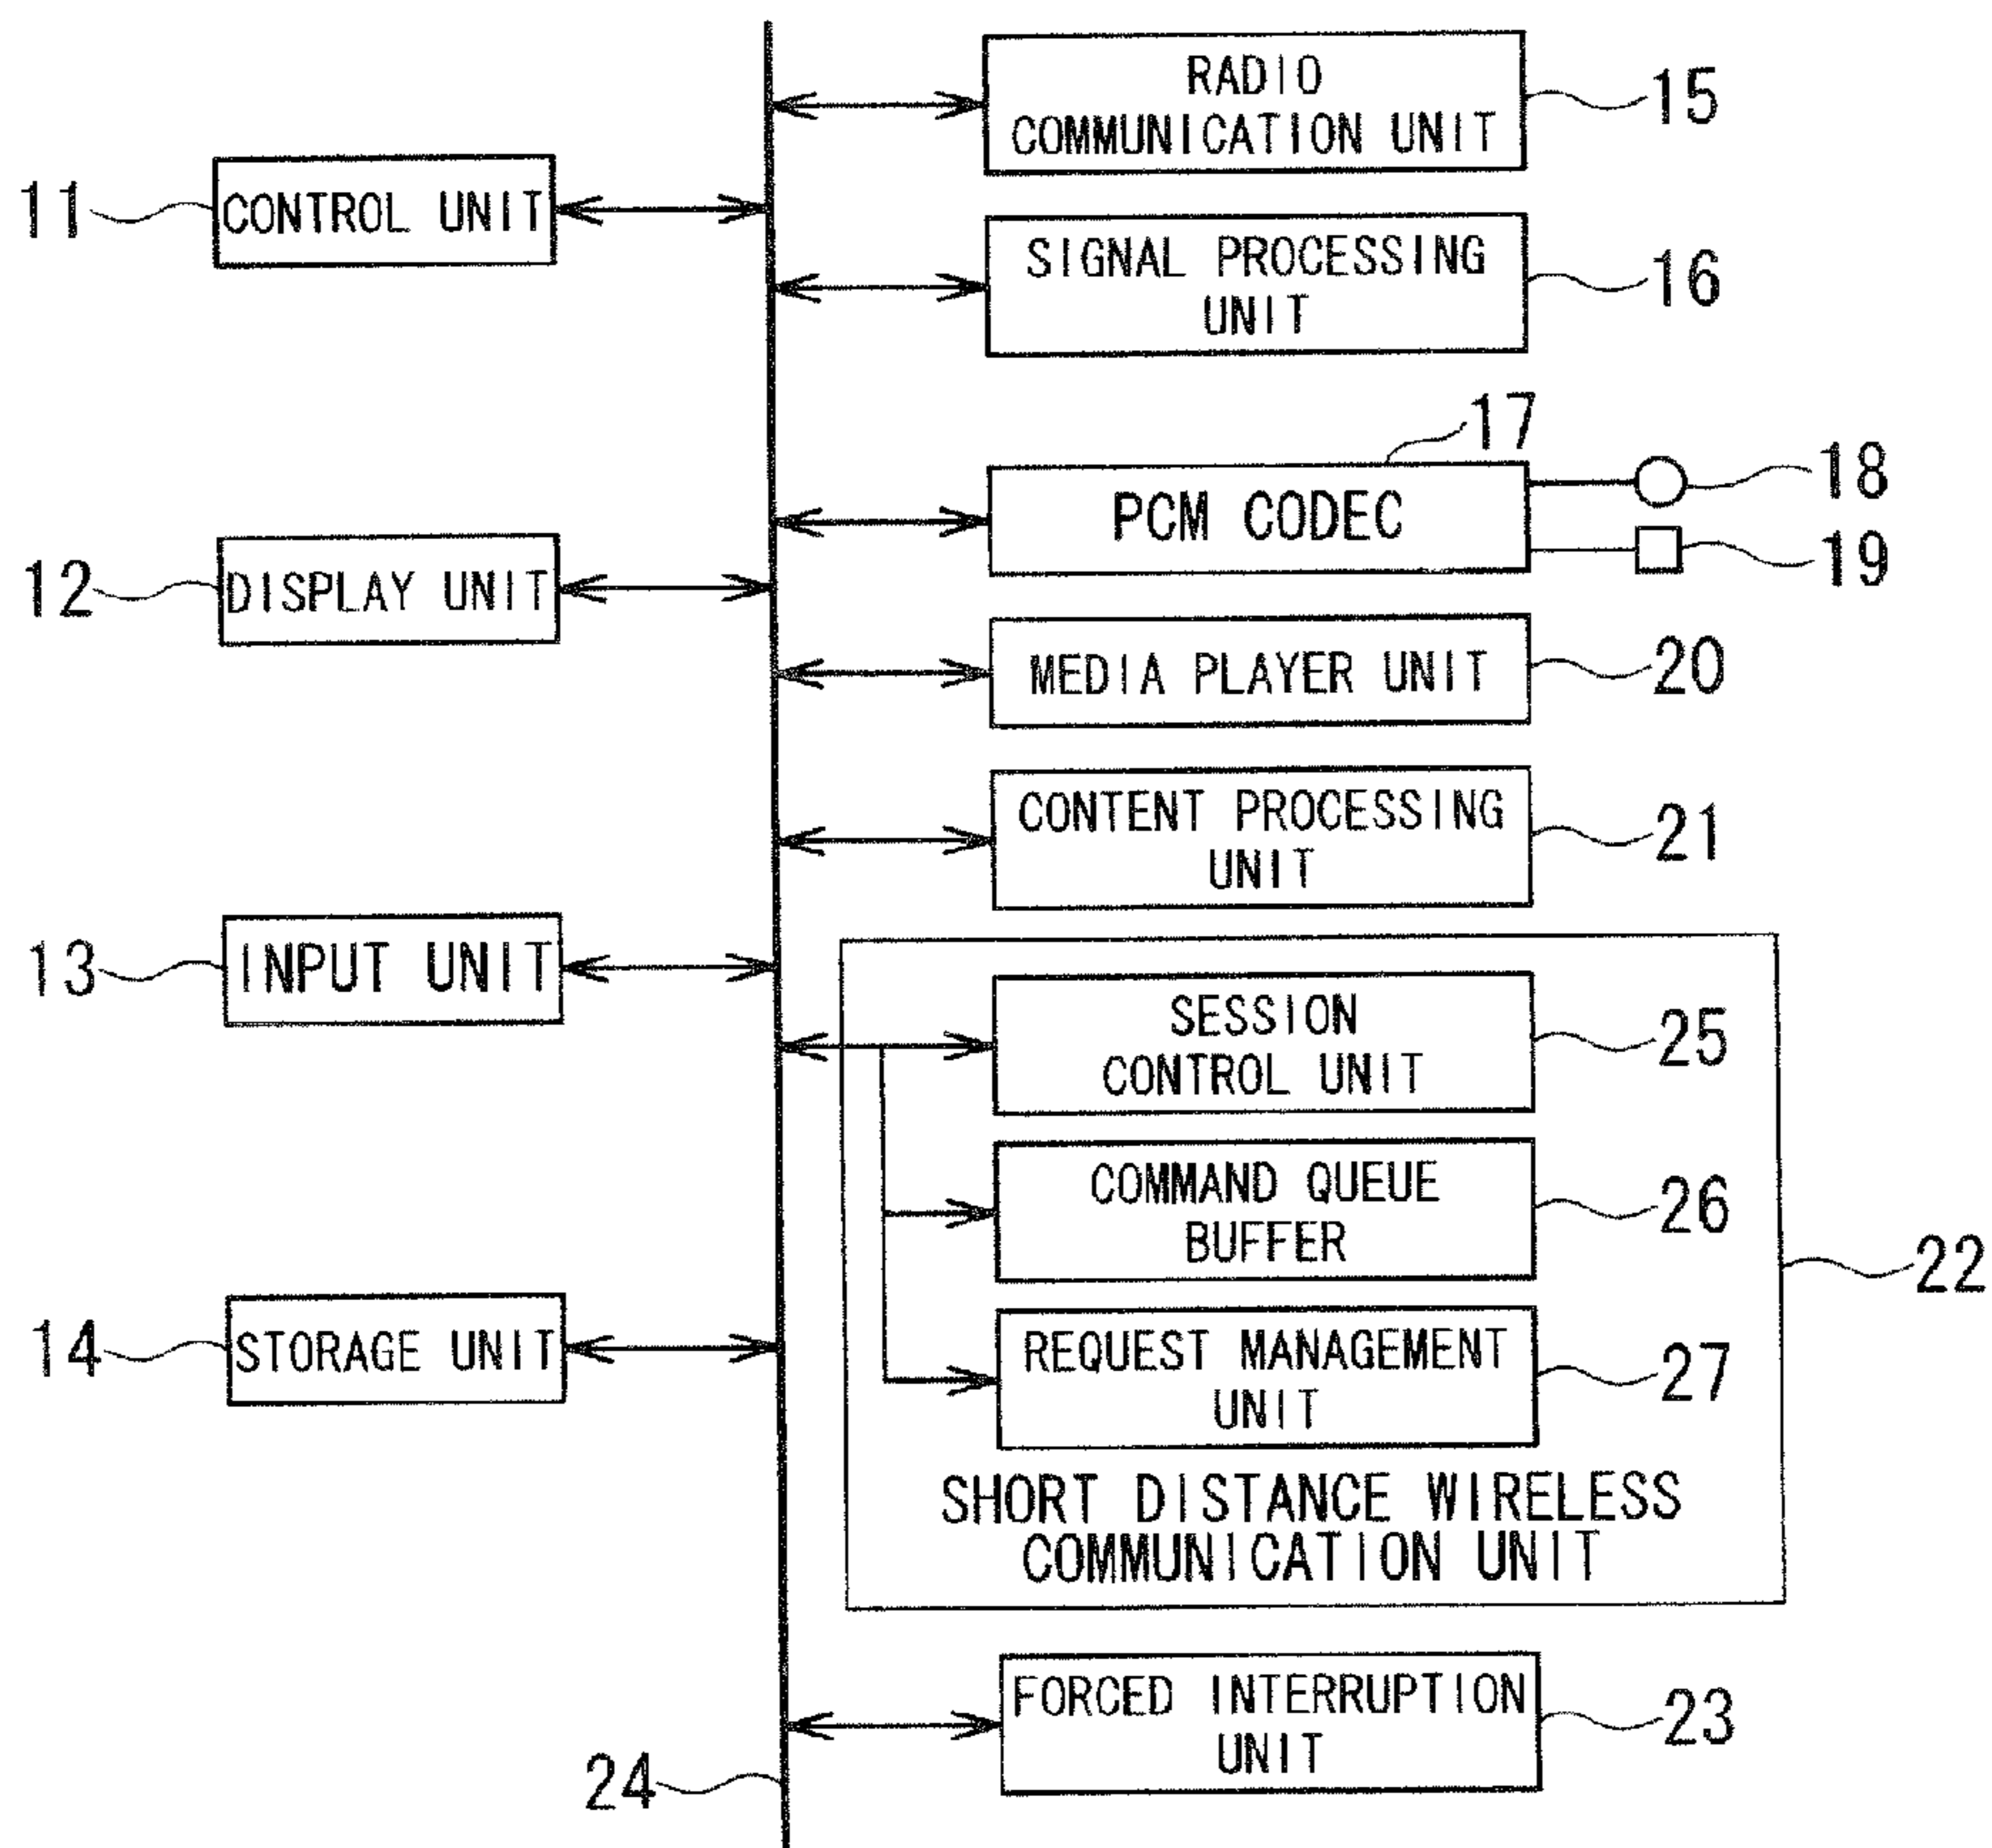 RADIO
COMMUNICATION UNIT
15
11
CONTROL UNIT
SIGNAL PROCESSING
UNIT
16
17
PCM CODEC
18
19
12
DISPLAY UNIT
MEDIA PLAYER UNIT
20
CONTENT PROCESSING
UNIT
21
13
INPUT UNIT
SESSION
CONTROL UNIT
25
COMMAND QUEUE
BUFFER
26
22
14
STORAGE UNIT
REQUEST MANAGEMENT
UNIT
27
SHORT DISTANCE WIRELESS
COMMUNICATION UNIT
FORCED INTERRUPTION
UNIT
23
24